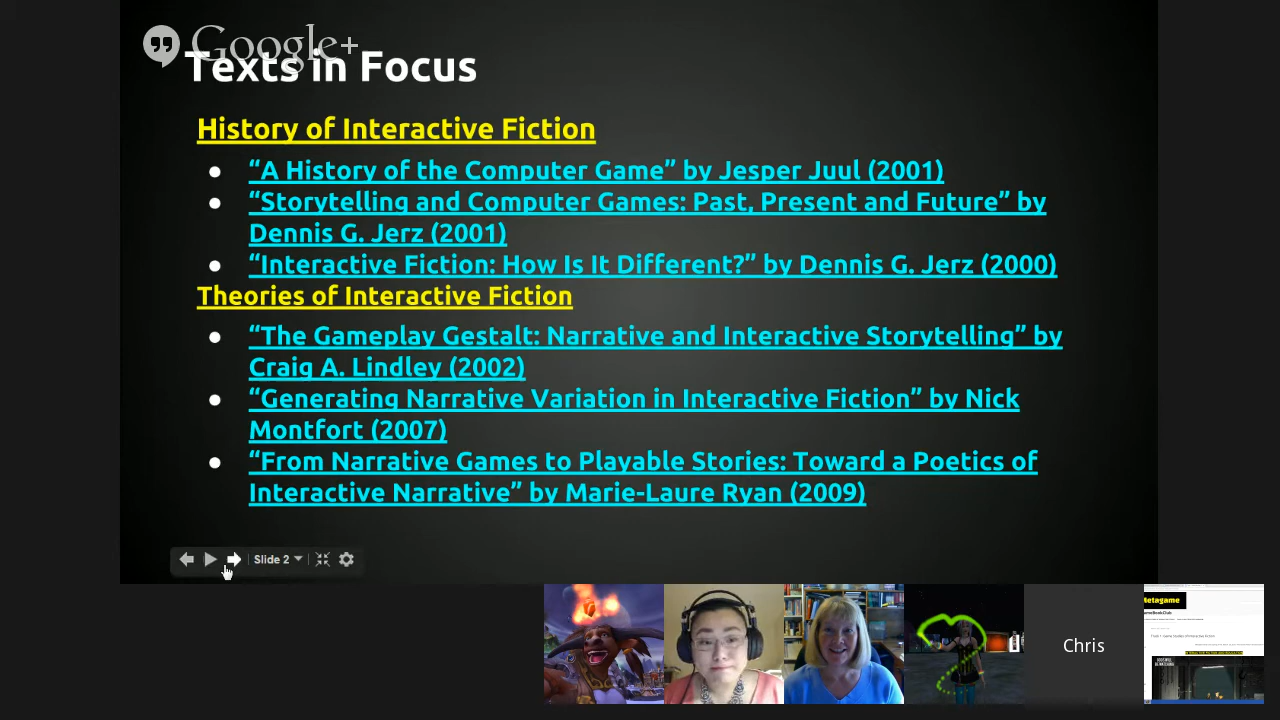 Google+
Texts in Focus
History of Interactive Fiction
● “A History of the Computer Game” by Jesper Juul (2001)
● “Storytelling and Computer Games: Past, Present and Future” by
Dennis G. Jerz (2001)
● “Interactive Fiction: How Is It Different?” by Dennis G. Jerz (2000)
Theories of Interactive Fiction
● “The Gameplay Gestalt: Narrative and Interactive Storytelling” by
Craig A. Lindley (2002)
● “Generating Narrative Variation in Interactive Fiction” by Nick
Montfort (2007)
● “From Narrative Games to Playable Stories: Toward a Poetics of
Interactive Narrative” by Marie-Laure Ryan (2009)
Slide 2
Chris
Metagame